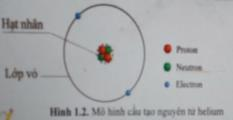 Hạt nhân
Proton
Neutron
Lớp vỏ
Electron
Hình 1.2. Mô hình cấu tạo nguyên tử helium